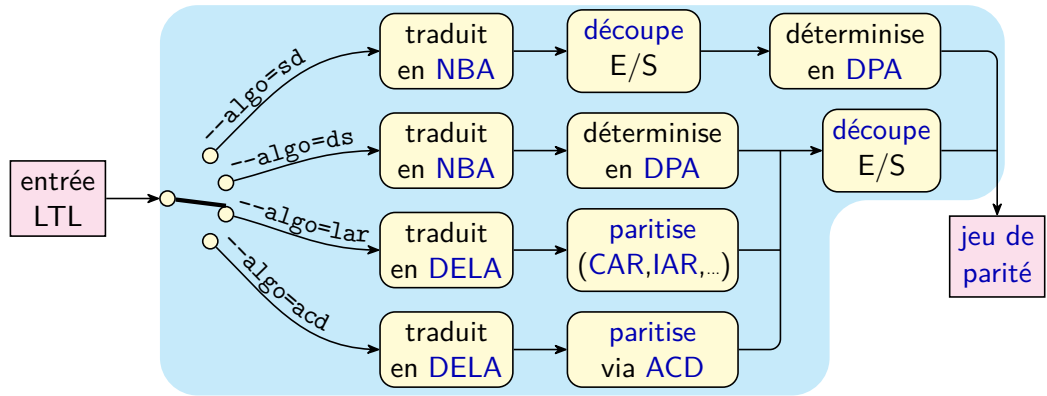 entrée
LTL
--algo=sd
traduit
en NBA
découpe
E/S
déterminise
en DPA
--algo=ds
traduit
en NBA
déterminise
en DPA
découpe
E/S
--algo=lar
traduit
en DELA
paritise
(CAR,IAR,...)
--algo=acd
traduit
en DELA
paritise
via ACD
jeu de
parité